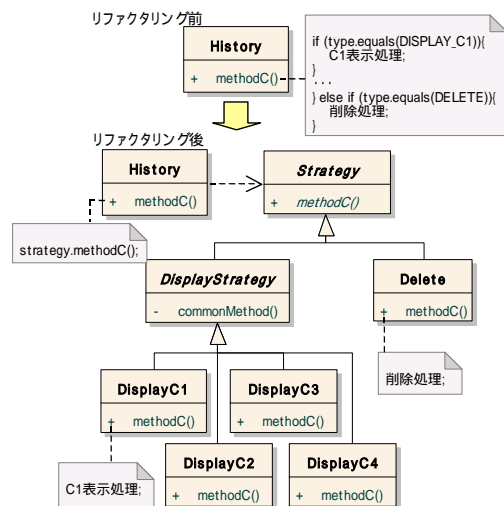 リファクタリング前
History
+ methodC()
if (type.equals(DISPLAY_C1)){
C1表示処理;
}
...
} else if (type.equals(DELETE)){
削除処理;
}
リファクタリング後
History
+ methodC()
Strategy
+ methodC()
strategy.methodC();
DisplayStrategy
- commonMethod()
Delete
+ methodC()
削除処理;
DisplayC1
+ methodC()
DisplayC3
+ methodC()
C1表示処理;
DisplayC2
+ methodC()
DisplayC4
+ methodC()